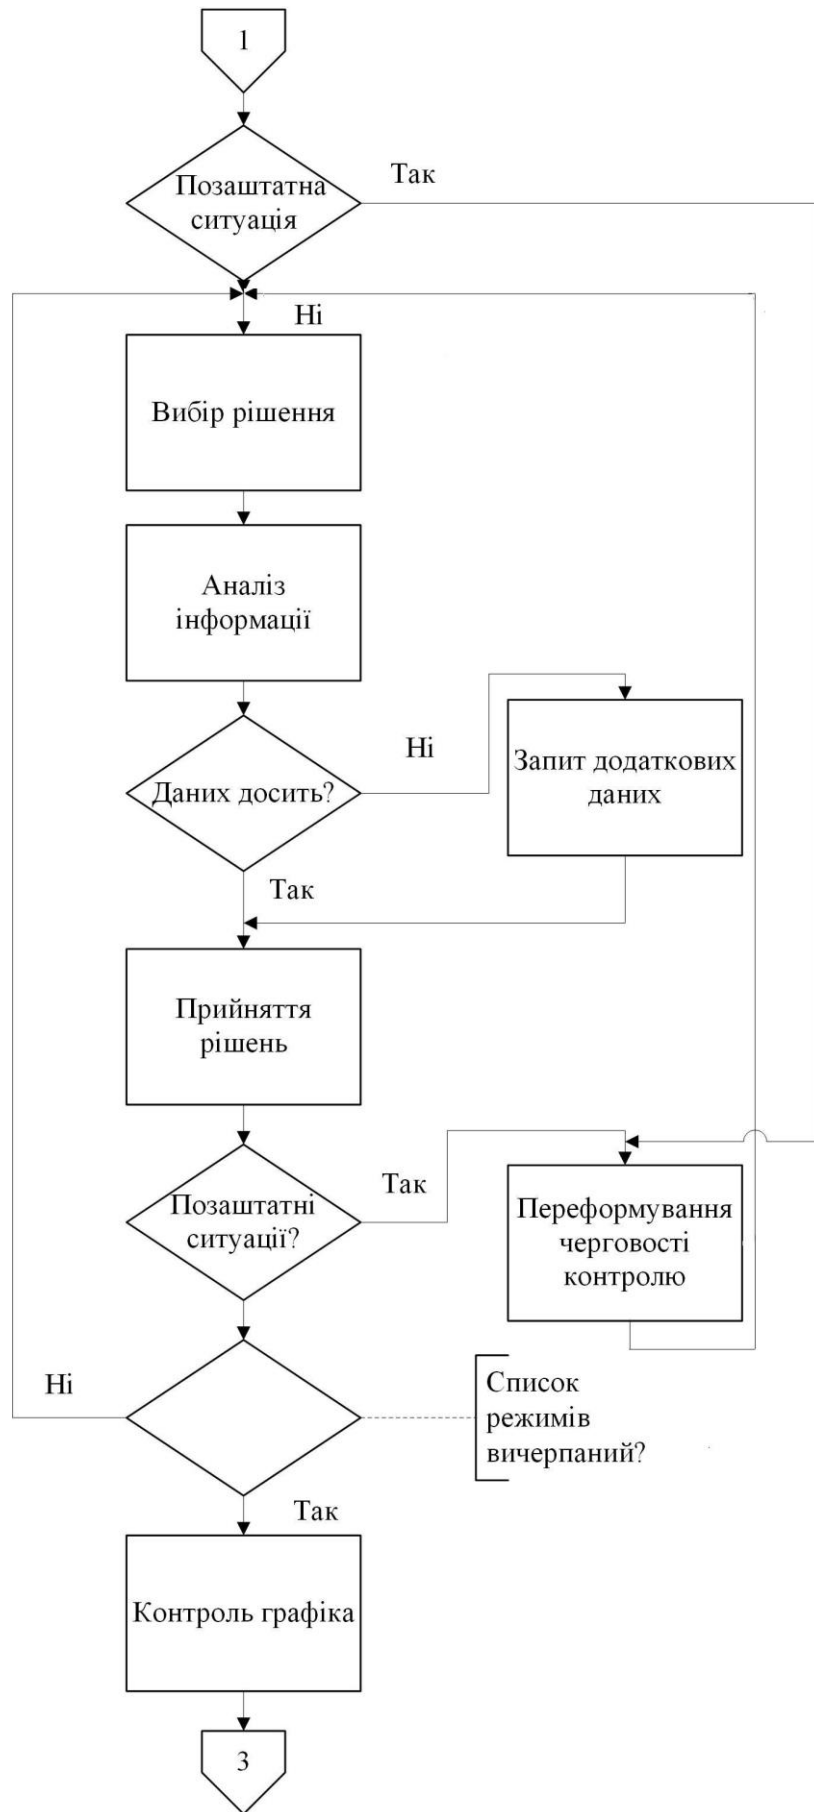 1
Позаштатна
ситуація
Так
Ні
Вибір рішення
Аналіз
інформації
Даних досить?
Ні
Запит додаткових
даних
Так
Прийняття
рішень
Позаштатні
ситуації?
Так
Переформування
черговості
контролю
Ні
Список
режимів
вичерпаний?
Так
Контроль графіка
3